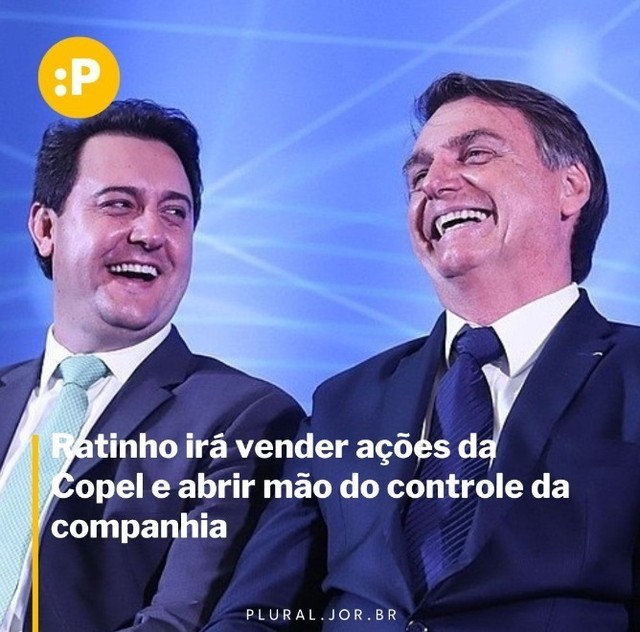 :P
Ratinho irá vender ações da
Copel e abrir mão do controle da
companhia
PLURAL.JOR.BR